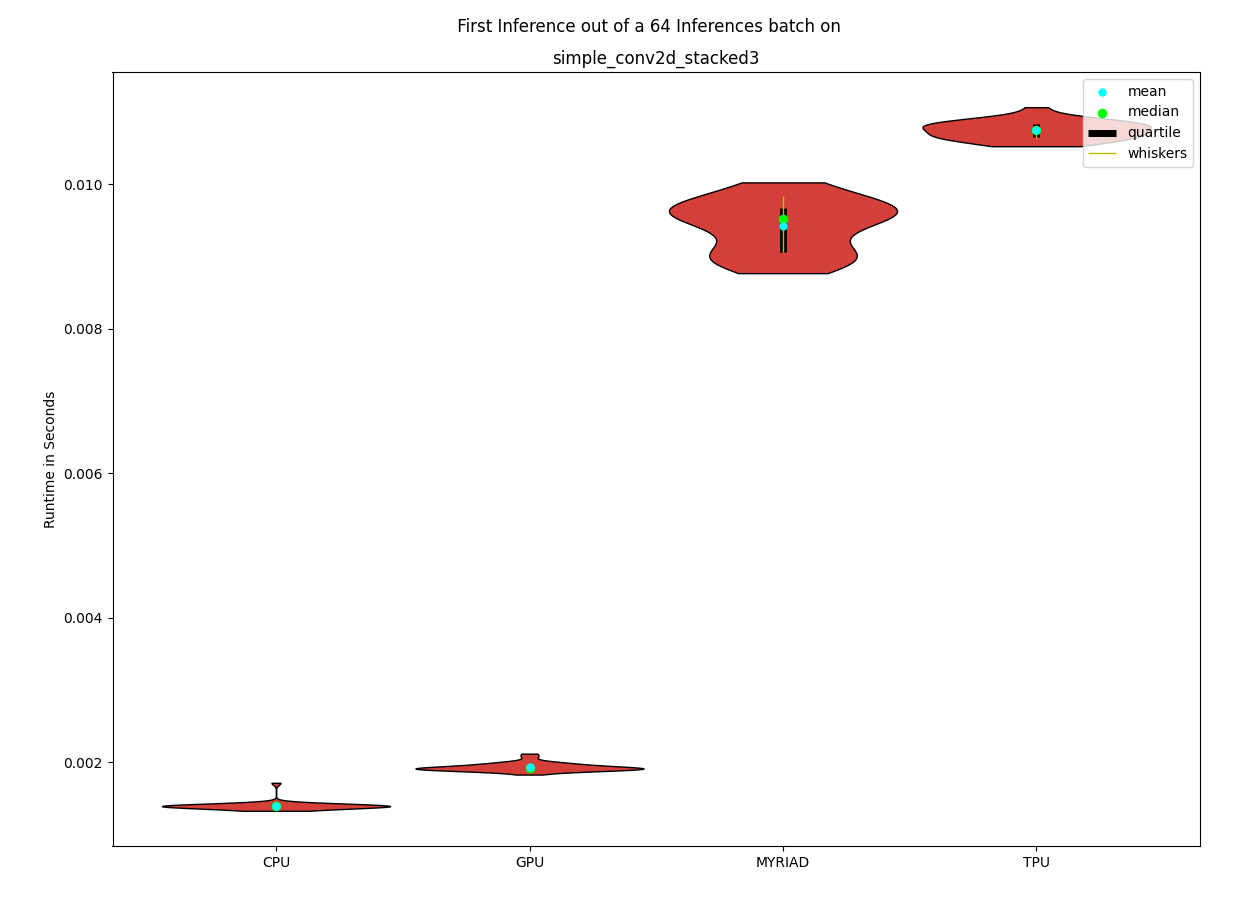 First Inference out of a 64 Inferences batch on
simple_conv2d_stacked3
mean
median
quartile
whiskers
0.010
0.008
0.006
0.004
0.002
Runtime in Seconds
CPU
GPU
MYRIAD
TPU